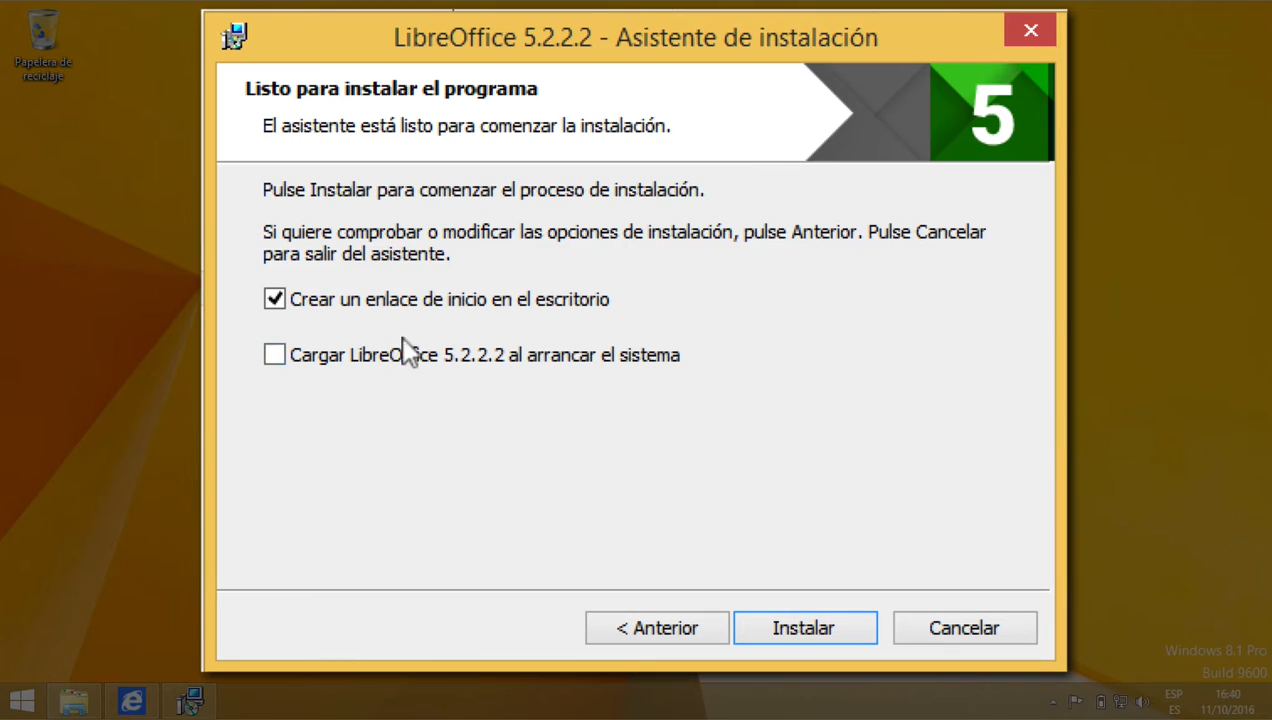 Papelera de
reciclaje
LibreOffice 5.2.2.2 - Asistente de instalación
Listo para instalar el programa
El asistente está listo para comenzar la instalación.
5
Pulse Instalar para comenzar el proceso de instalación.
Si quiere comprobar o modificar las opciones de instalación, pulse Anterior. Pulse Cancelar
para salir del asistente.
Crear un enlace de inicio en el escritorio
Cargar LibreOffice 5.2.2.2 al arrancar el sistema
< Anterior
Instalar
Cancelar
Windows 8.1 Pro
Build 9600
ESP
ES
16:40
11/10/2016